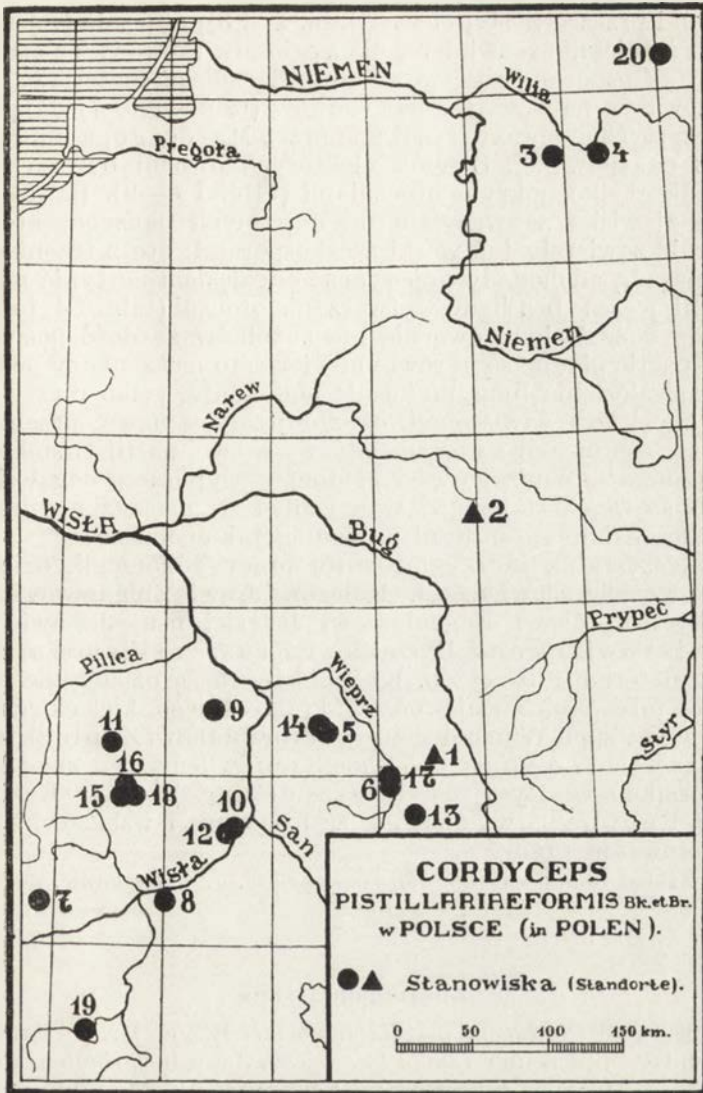 20
NIEMEN
Wilia
Pregoła
3
4
Niemen
Narew
WISŁA
2
Bug
Prypeć
Pilica
Wieprz
Styr
9
14
5
11
1
16
17
15
18
6
10
13
12
San
Wisła
7
8
19
CORDYCEPS
PISTILLARIAEFORMIS Bk. et Br.
w POLSCE (in POLEN).
Stanowiska (Standorte).
0 50 100 150 km.